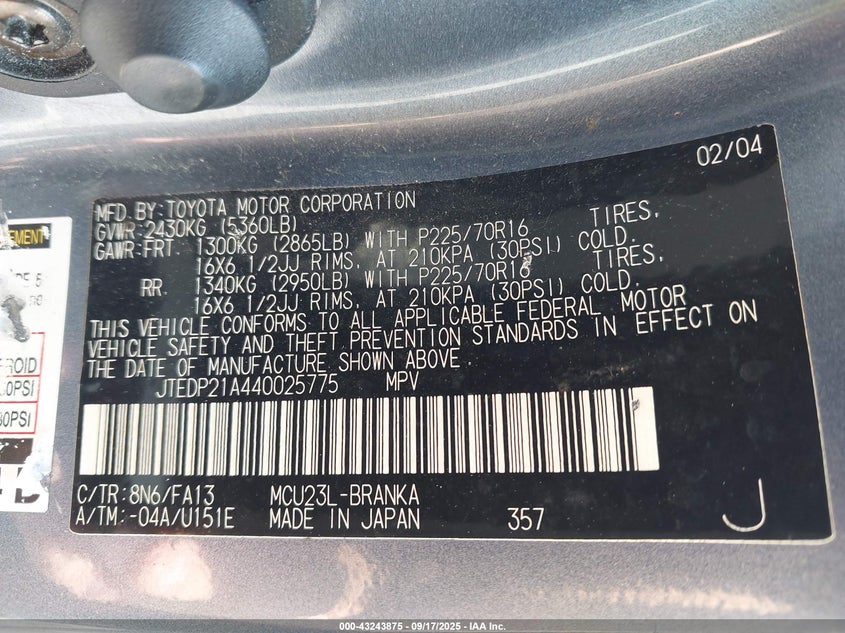 02/04
MFD. BY: TOYOTA MOTOR CORPORATION
GVWR: 2430KG (5360LB)
GAWR: FRT. 1300KG (2865LB) WITH P225/70R16 TIRES,
16X6 1/2JJ RIMS, AT 210KPA (30PSI) COLD.
RR. 1340KG (2950LB) WITH P225/70R16 TIRES,
16X6 1/2JJ RIMS, AT 210KPA (30PSI) COLD.
THIS VEHICLE CONFORMS TO ALL APPLICABLE FEDERAL MOTOR
VEHICLE SAFETY AND THEFT PREVENTION STANDARDS IN EFFECT ON
THE DATE OF MANUFACTURE SHOWN ABOVE.
JTEDP21A440025775 MPV
C/TR: 8N6/FA13 MCU23L-BRANKA
A/TM: -04A/U151E MADE IN JAPAN 357 J
000-43243875 - 09/17/2025 - IAA Inc.